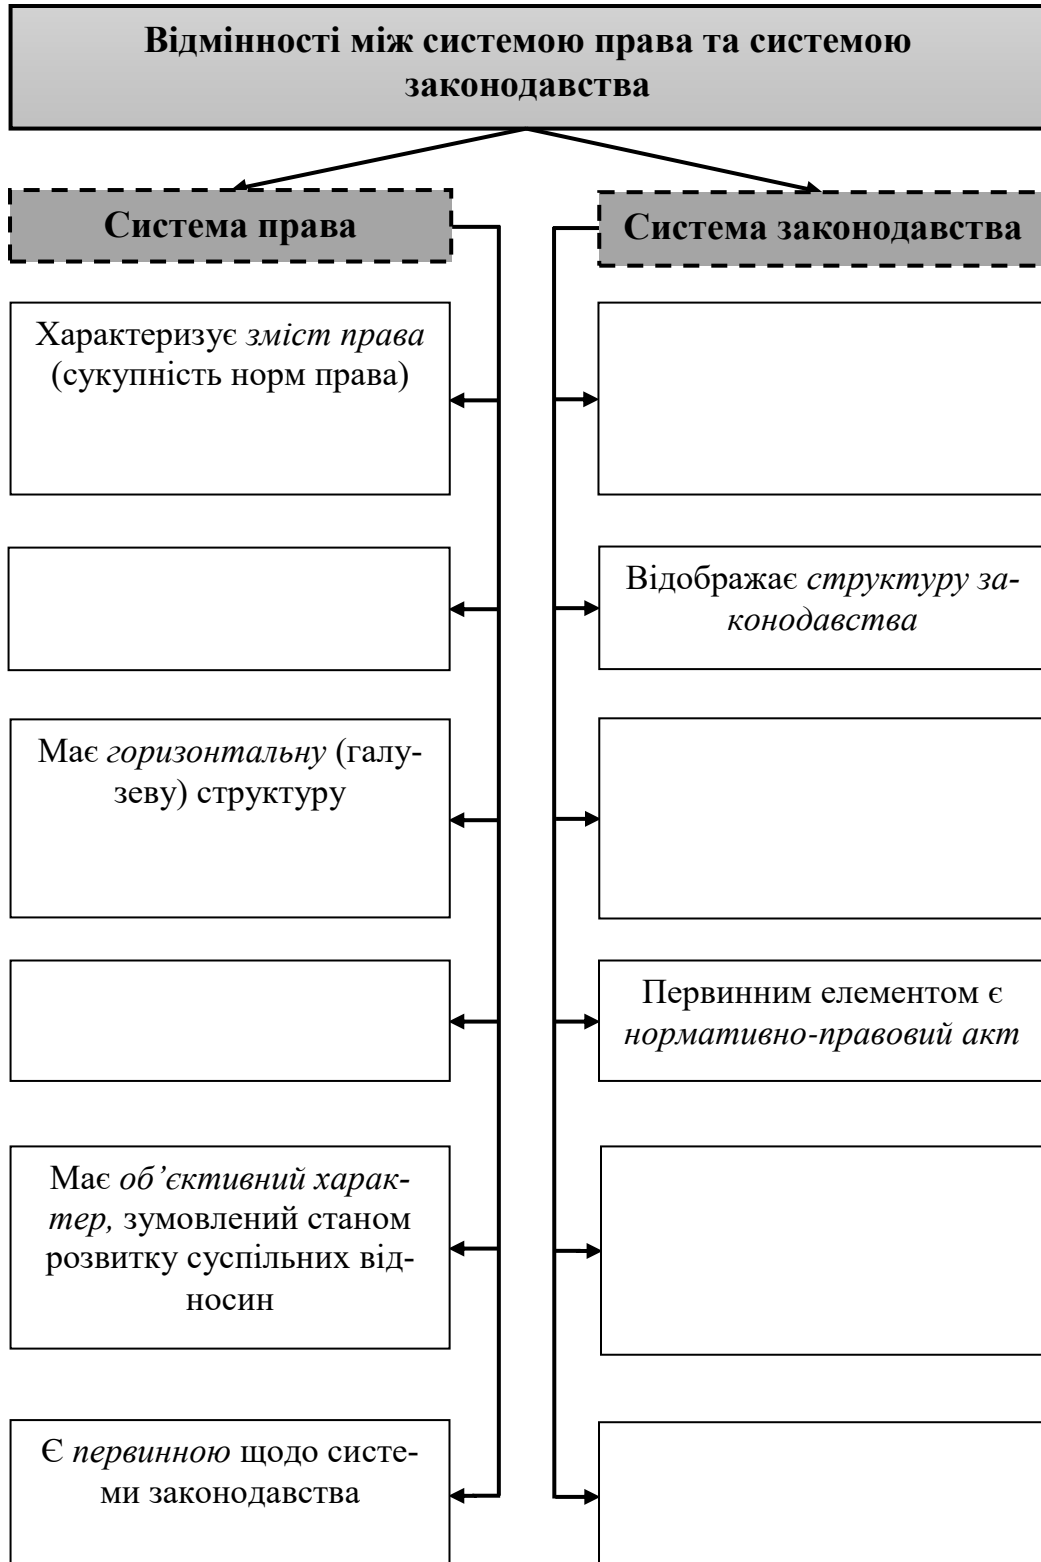 Відмінності між системою права та системою
законодавства
Система права
Система законодавства
Характеризує зміст права
(сукупність норм права)
Відображає структуру за-
конодавства
Має горизонтальну (галу-
зеву) структуру
Первинним елементом є
нормативно-правовий акт
Має об’єктивний харак-
тер, зумовлений станом
розвитку суспільних від-
носин
Є первинною щодо систе-
ми законодавства